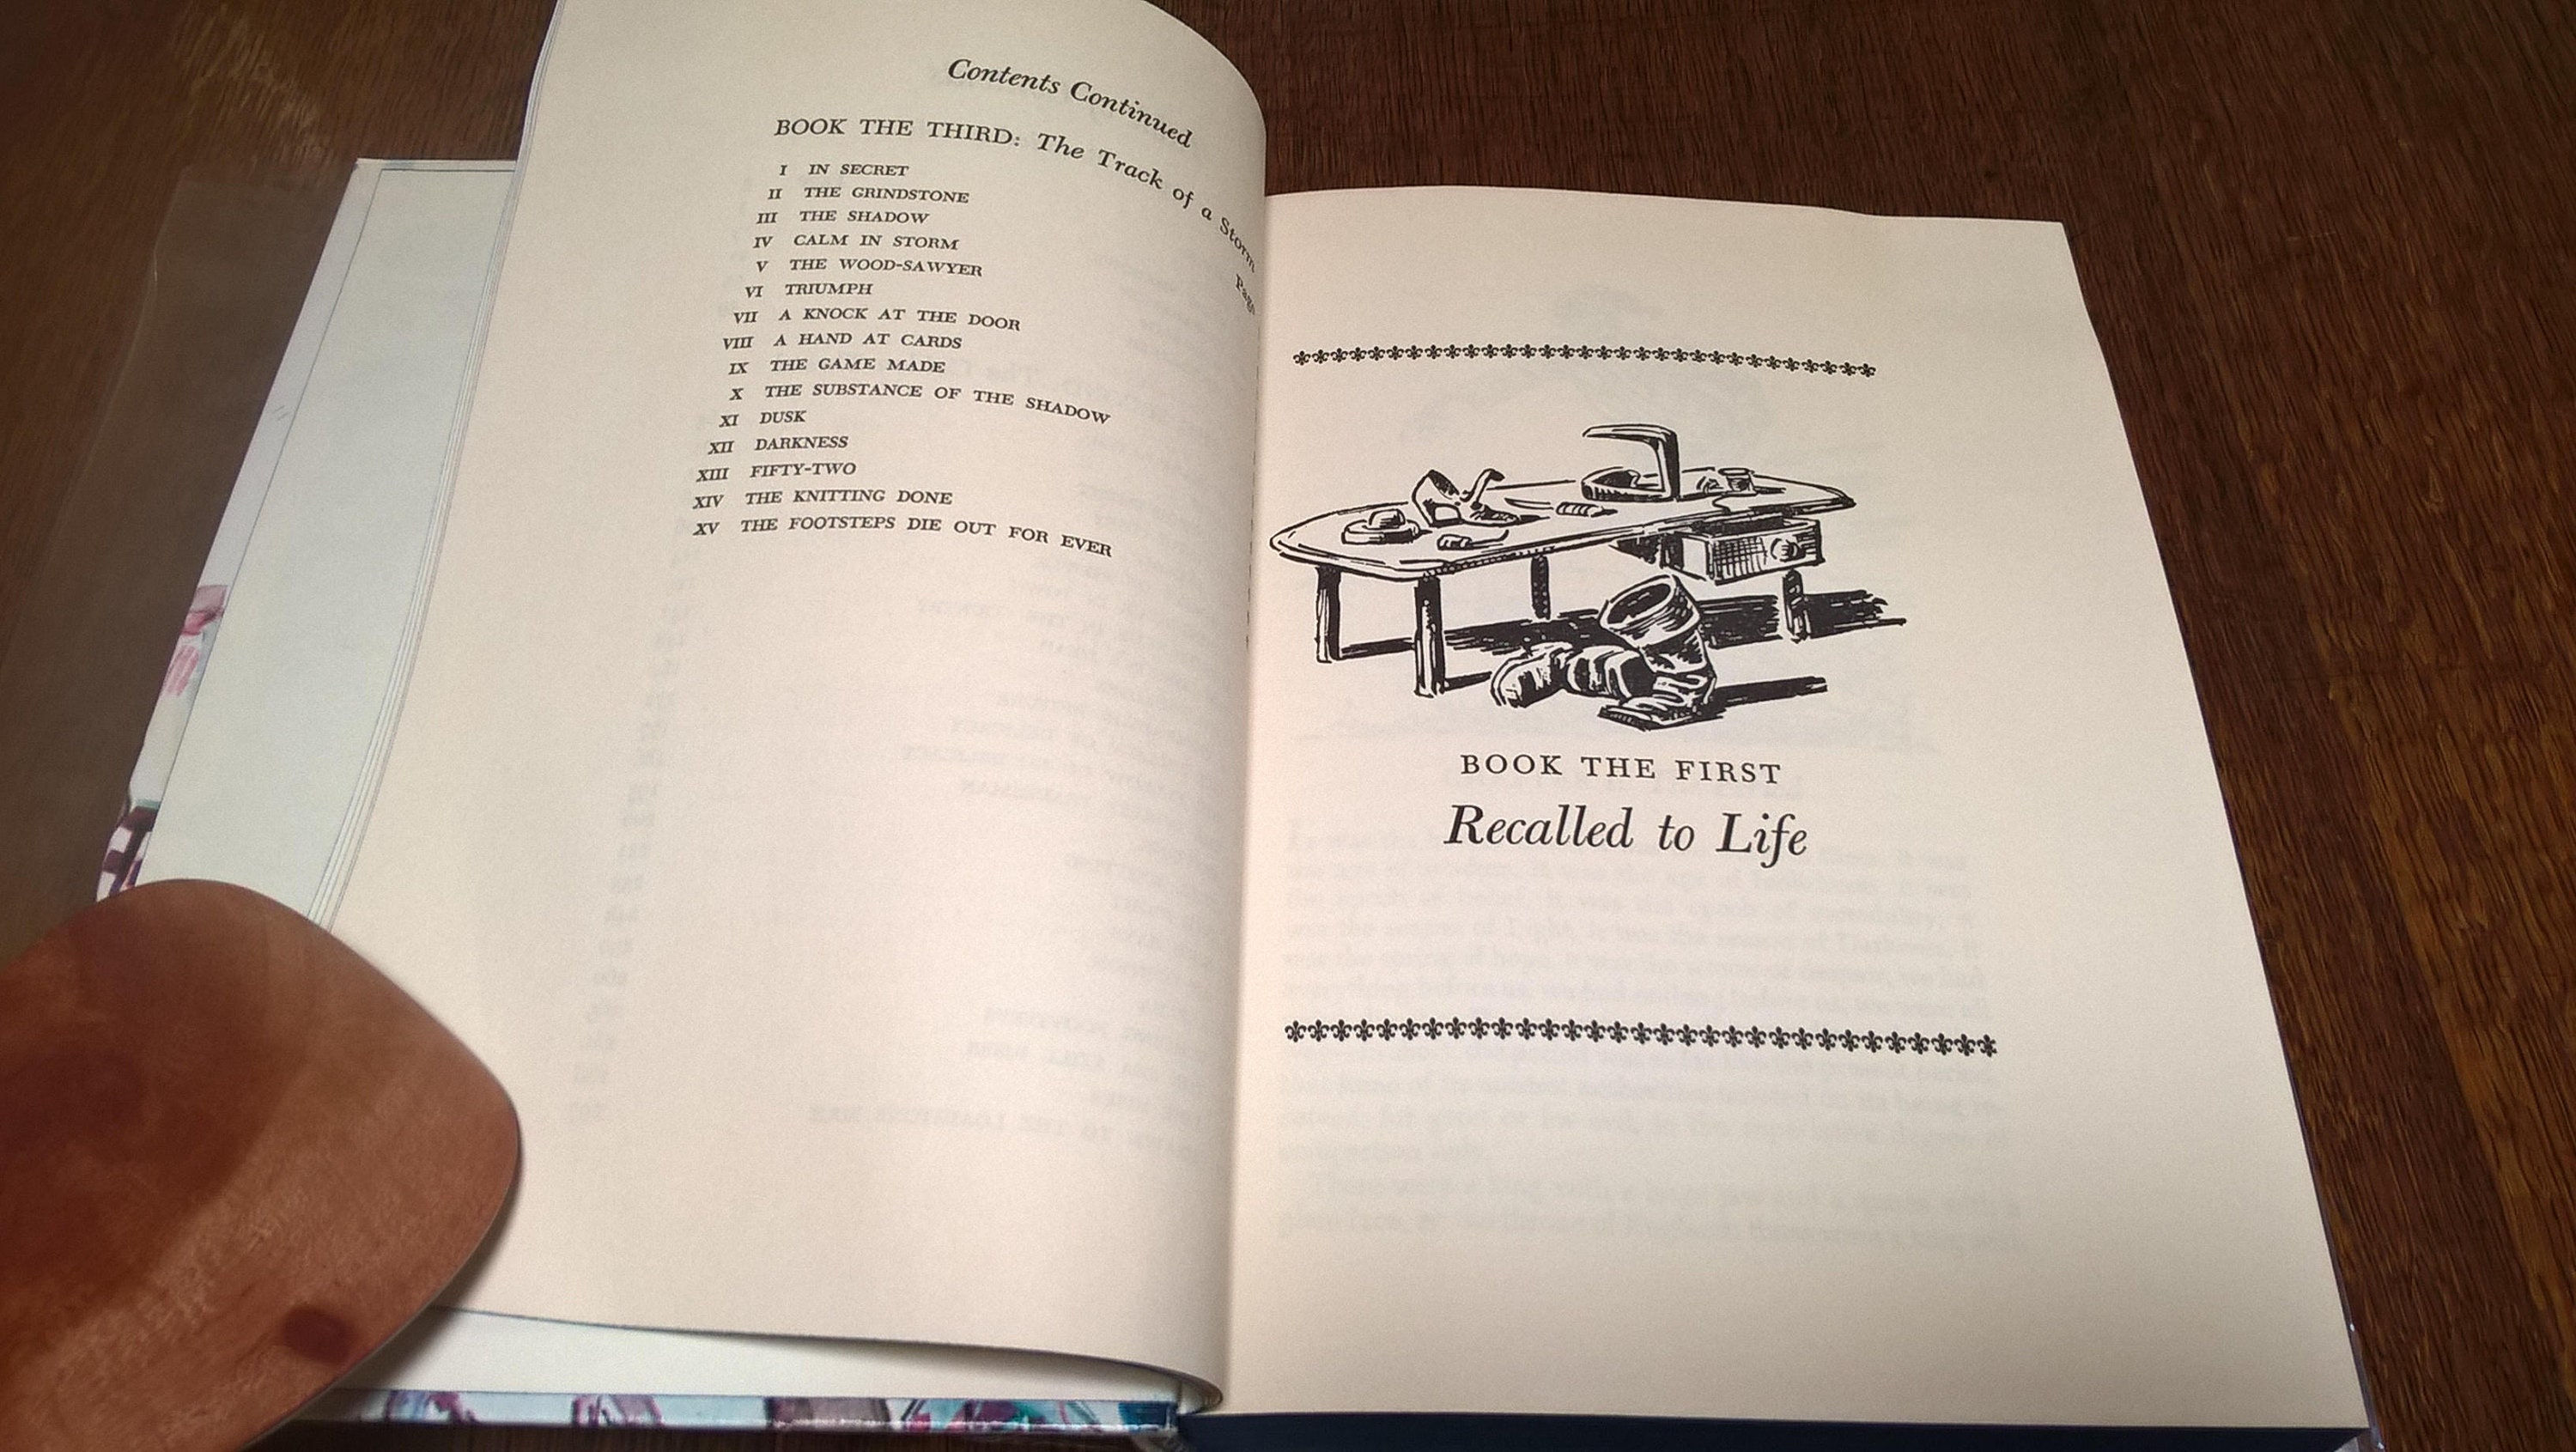 Contents Continued
BOOK THE THIRD: The Track of a Storm
Page
I IN SECRET
II THE GRINDSTONE
III THE SHADOW
IV CALM IN STORM
V THE WOOD-SAWYER
VI TRIUMPH
VII A KNOCK AT THE DOOR
VIII A HAND AT CARDS
IX THE GAME MADE
X THE SUBSTANCE OF THE SHADOW
XI DUSK
XII DARKNESS
XIII FIFTY-TWO
XIV THE KNITTING DONE
XV THE FOOTSTEPS DIE OUT FOR EVER
BOOK THE FIRST
Recalled to Life